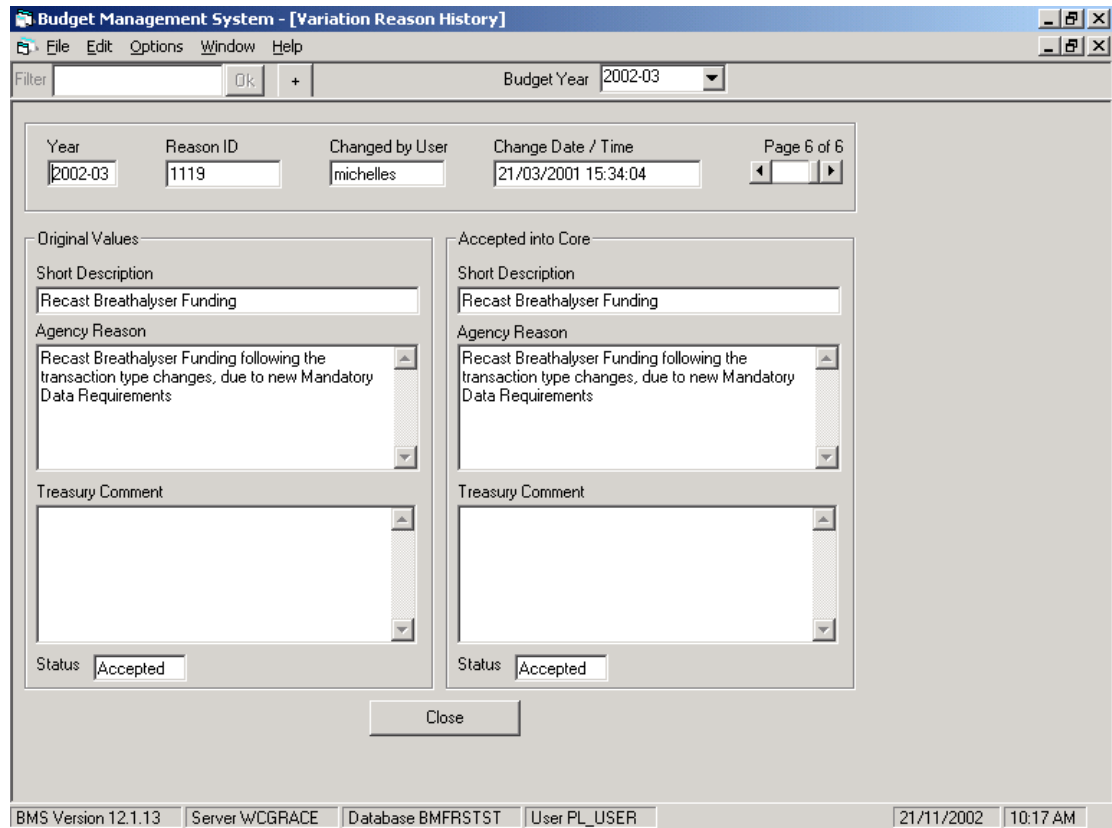 Budget Management System - [Variation Reason History]
File Edit Options Window Help
Filter Ok + Budget Year 2002-03
Year Reason ID Changed by User Change Date / Time Page 6 of 6
2002-03 1119 michelles 21/03/2001 15:34:04
Original Values
Short Description
Recast Breathalyser Funding
Agency Reason
Recast Breathalyser Funding following the
transaction type changes, due to new Mandatory
Data Requirements
Treasury Comment
Status Accepted
Accepted into Core
Short Description
Recast Breathalyser Funding
Agency Reason
Recast Breathalyser Funding following the
transaction type changes, due to new Mandatory
Data Requirements
Treasury Comment
Status Accepted
Close
BMS Version 12.1.13 Server WCGRACE Database BMFRSTST User PL_USER 21/11/2002 10:17 AM